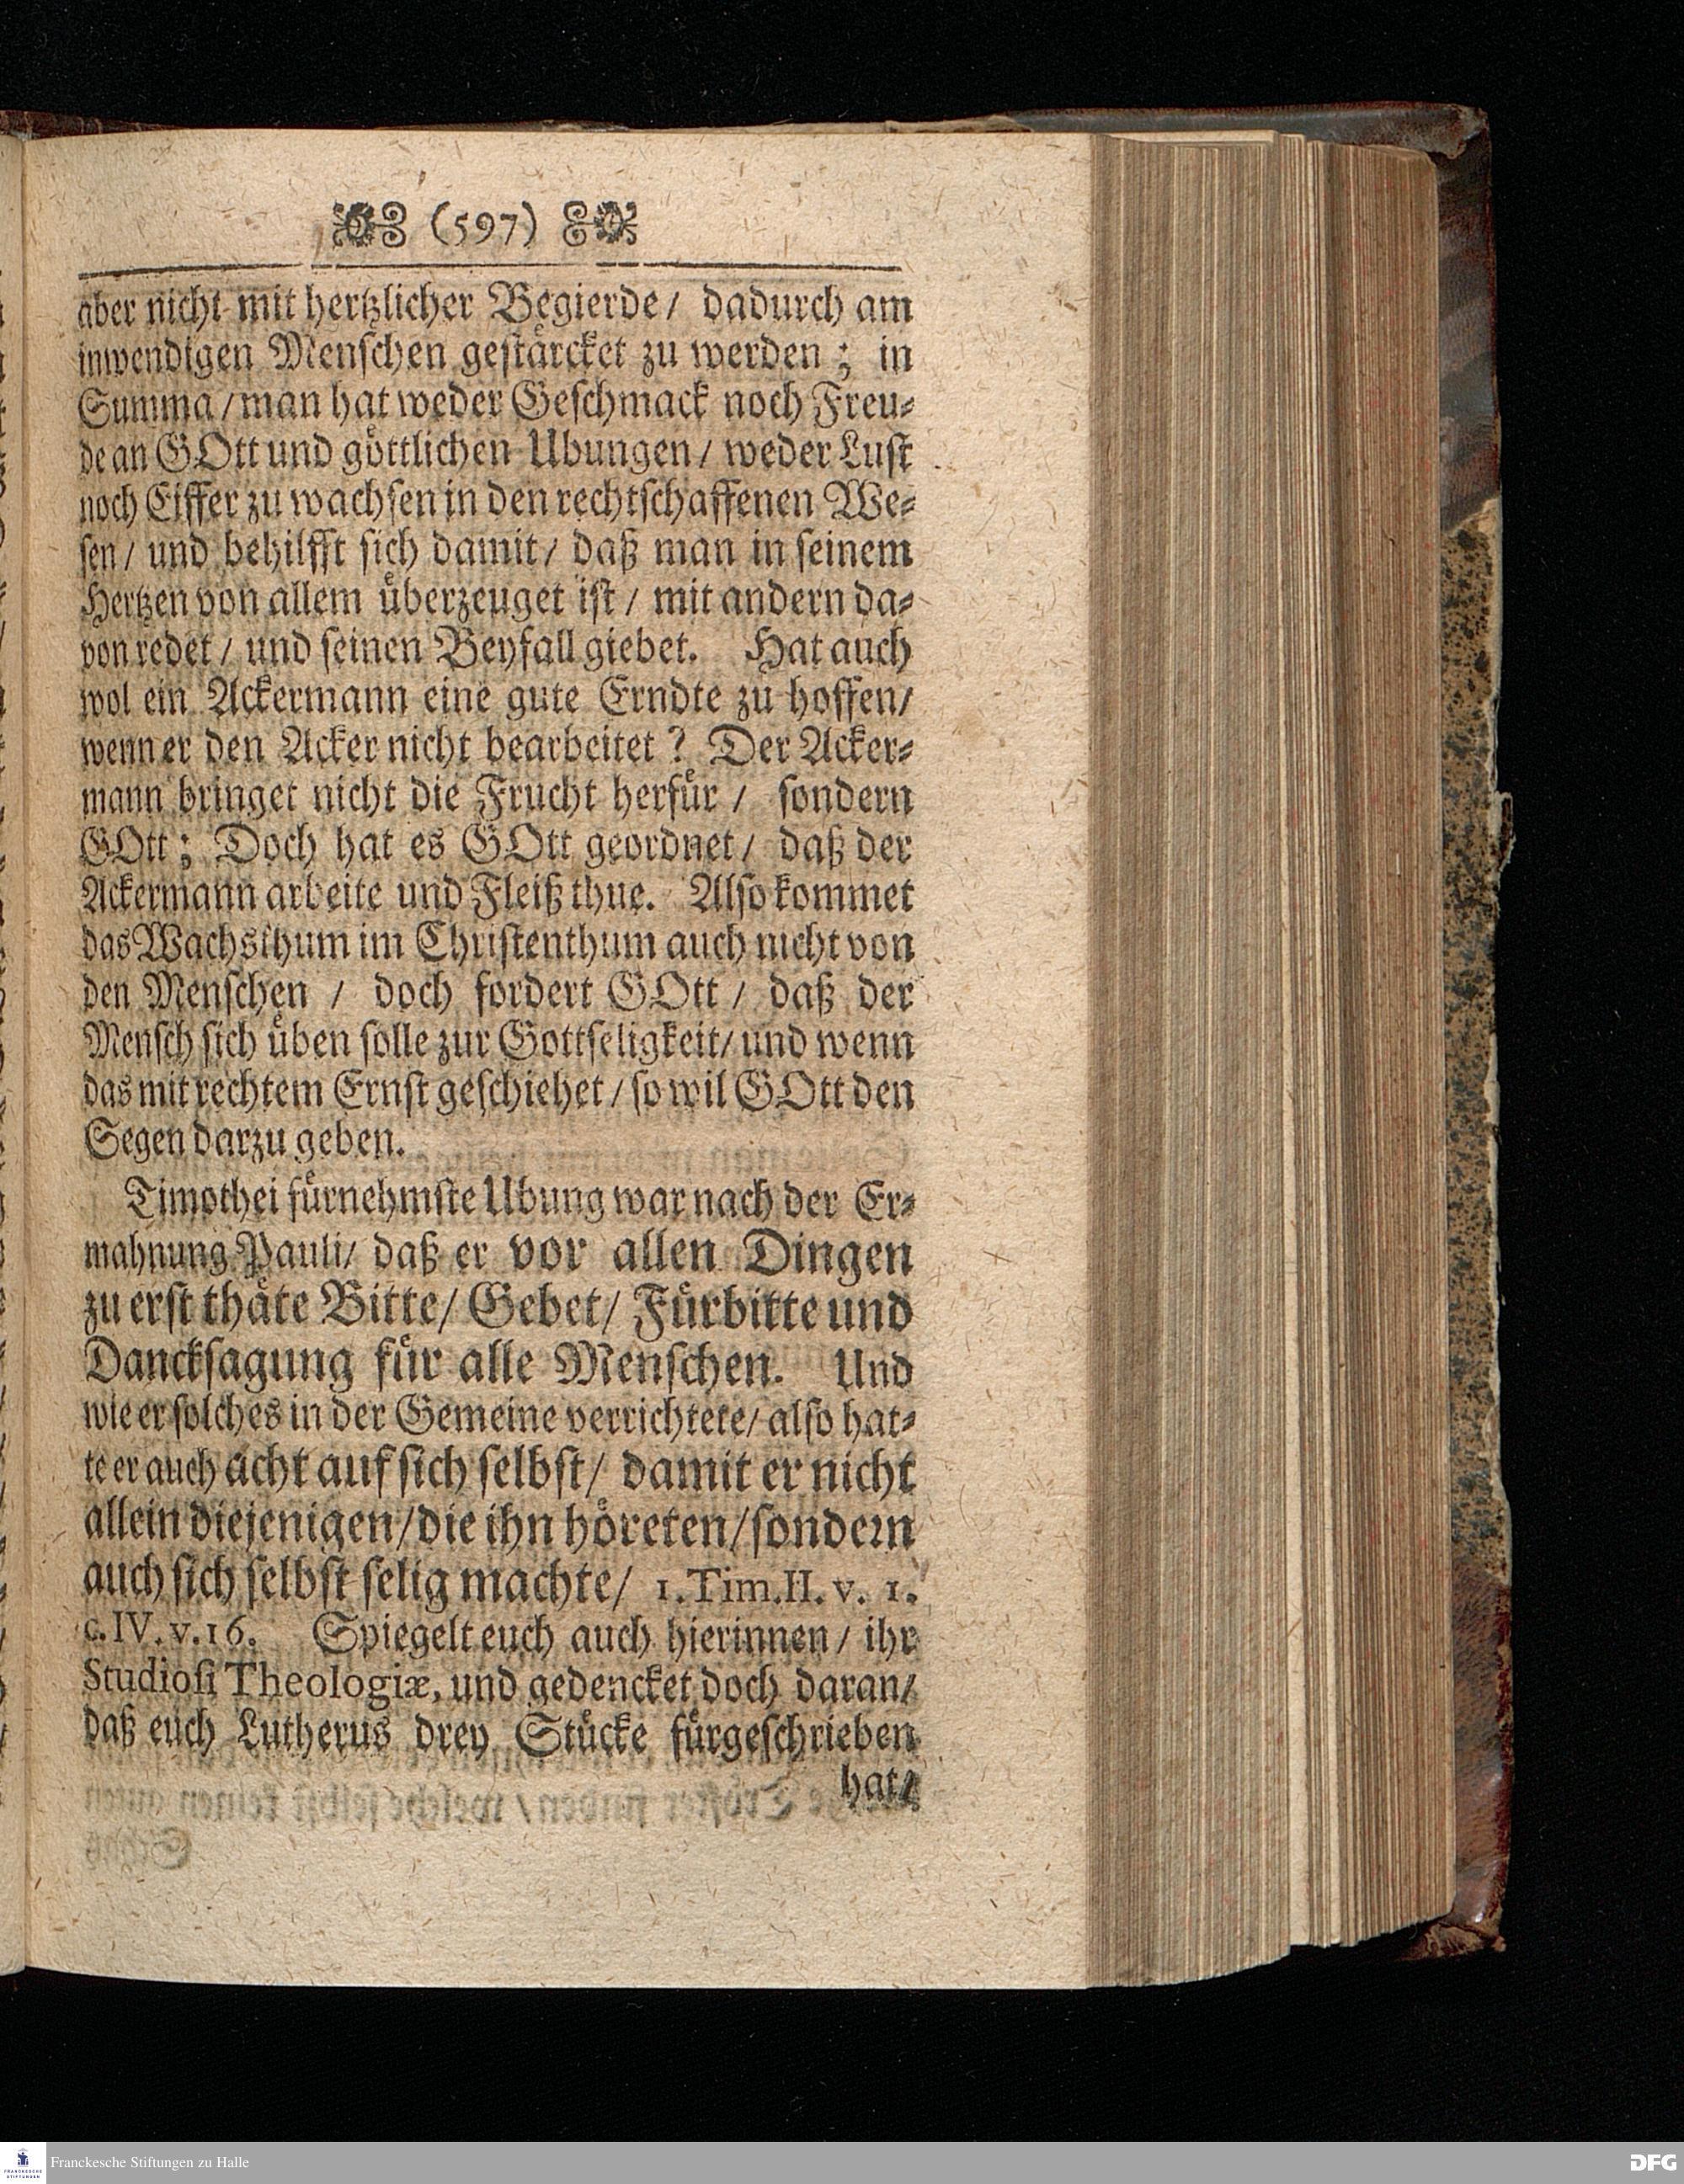 (597)
aber nicht mit hertzlicher Begierde/ dadurch am
inwendigen Menschen gestärcket zu werden; in
Summa/ man hat weder Geschmack noch Freu-
de an GOtt und göttlichen Ubungen/ weder Lust
noch Eiffer zu wachsen in den rechtschaffenen We-
sen/ und behilfft sich damit/ daß man in seinem
Hertzen von allem überzeuget ist/ mit andern da-
von redet/ und seinen Beyfall giebet. Hat auch
wol ein Ackermann eine gute Erndte zu hoffen/
wenn er den Acker nicht bearbeitet? Der Acker-
mann bringet nicht die Frucht herfür/ sondern
GOtt; Doch hat es GOtt geordnet/ daß der
Ackermann arbeite und Fleiß thue. Also kommet
das Wachsthum im Christenthum auch nicht von
den Menschen/ doch fordert GOtt/ daß der
Mensch sich üben solle zur Gottseligkeit/ und wenn
das mit rechtem Ernst geschiehet/ so wil GOtt den
Segen darzu geben.
Timothei fürnehmste Ubung war nach der Er-
mahnung Pauli/ daß er vor allen Dingen
zu erst thäte Bitte/ Gebet/ Fürbitte und
Dancksagung für alle Menschen. Und
wie er solches in der Gemeine verrichtete/ also hat-
te er auch acht auf sich selbst/ damit er nicht
allein diejenigen/ die ihn höreten/ sondern
auch sich selbst selig machte/ 1. Tim. II. v. 1.
c. IV. v. 16. Spiegelt euch auch hierinnen/ ihr
Studiosi Theologiæ, und gedencket doch daran/
daß euch Lutherus drey Stücke fürgeschrieben
hat/
Franckesche Stiftungen zu Halle
FRANCKESCHE
STIFTUNGEN
DFG